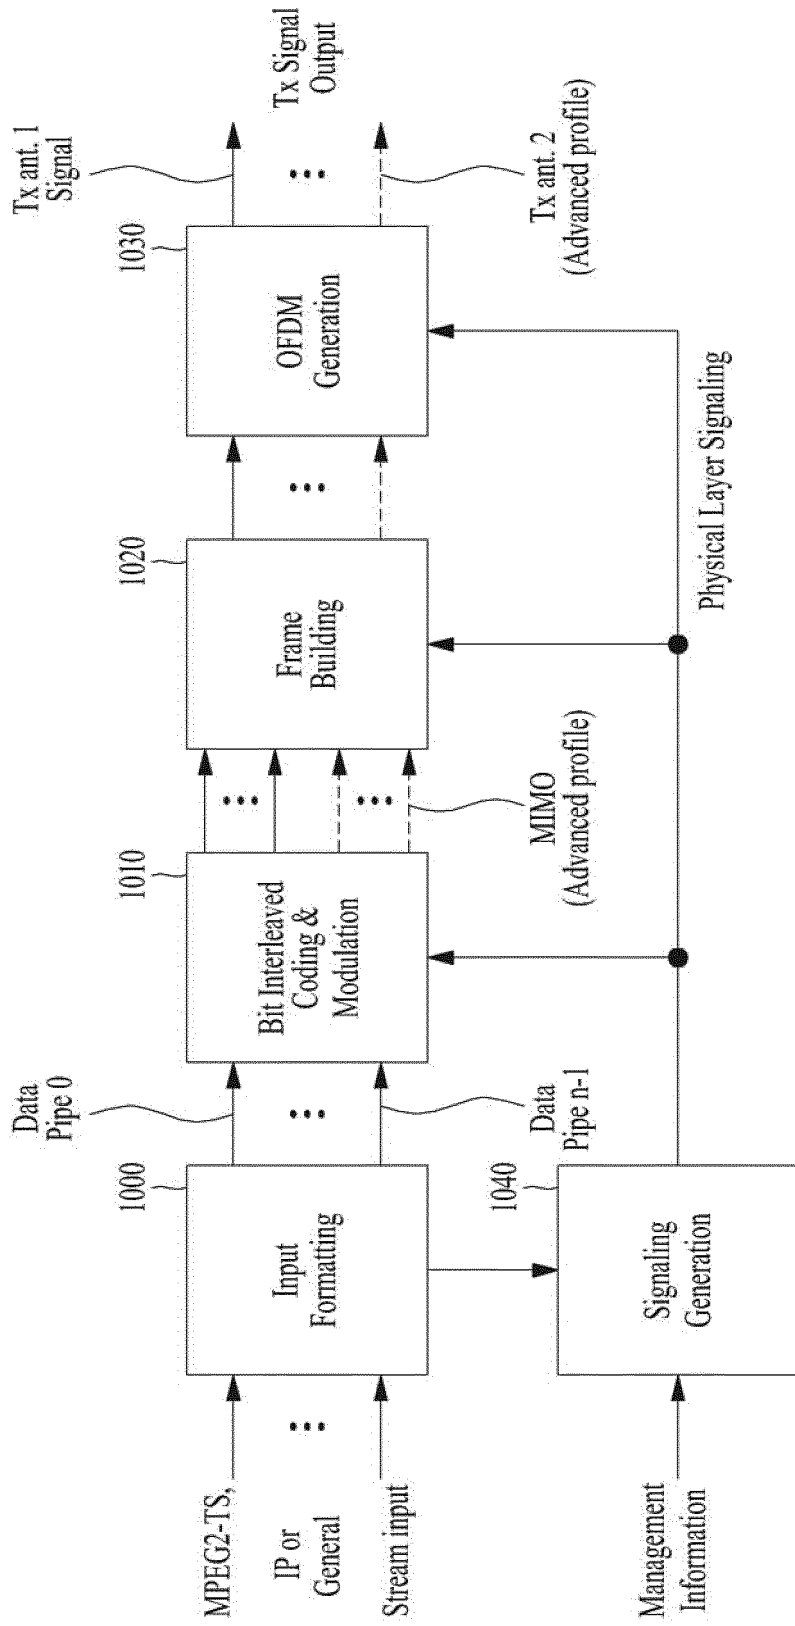 Tx ant. 1
Signal
Tx Signal
Output
Tx ant. 2
(Advanced profile)
1030
OFDM
Generation
1020
Frame
Building
Physical Layer Signaling
1010
Bit Interleaved
Coding &
Modulation
MIMO
(Advanced profile)
Data
Pipe 0
Data
Pipe n-1
1000
Input
Formatting
1040
Signaling
Generation
MPEG2-TS,
IP or
General
Stream input
Management
Information